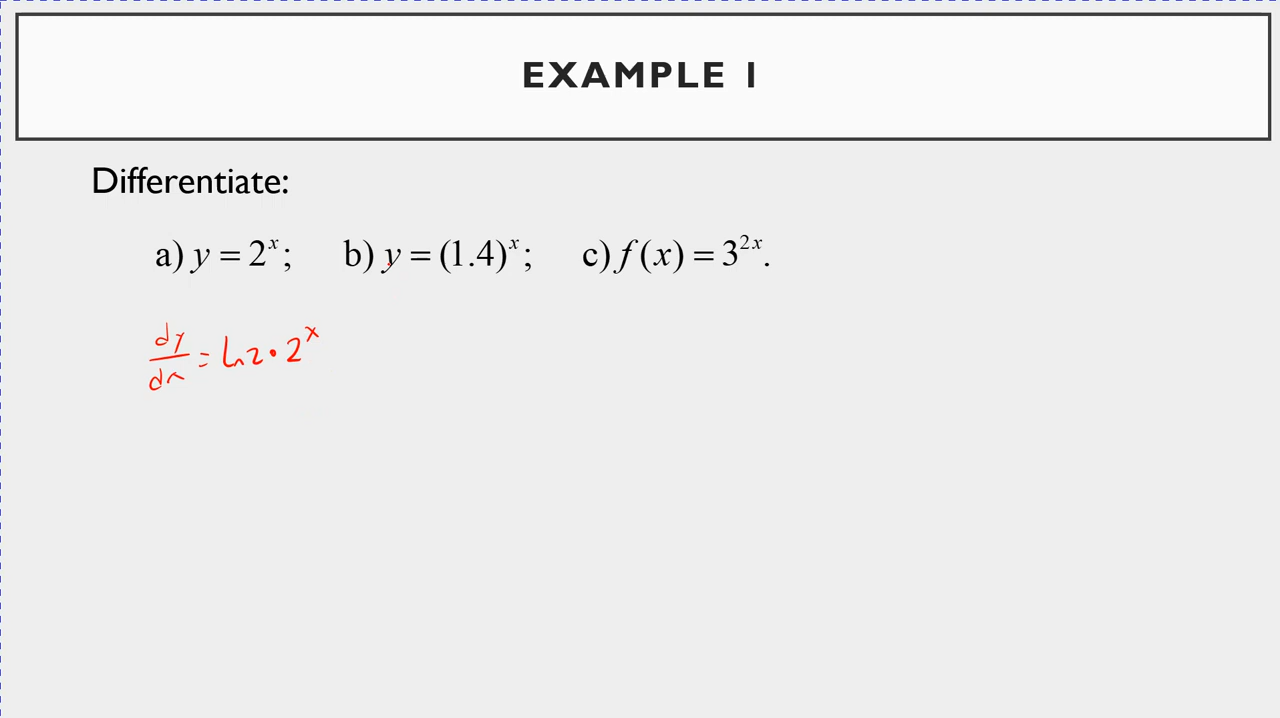 EXAMPLE 1
Differentiate:
a) y = 2^x; b) y = (1.4)^x; c) f(x) = 3^{2x}.
dy/dx = ln2 · 2^x